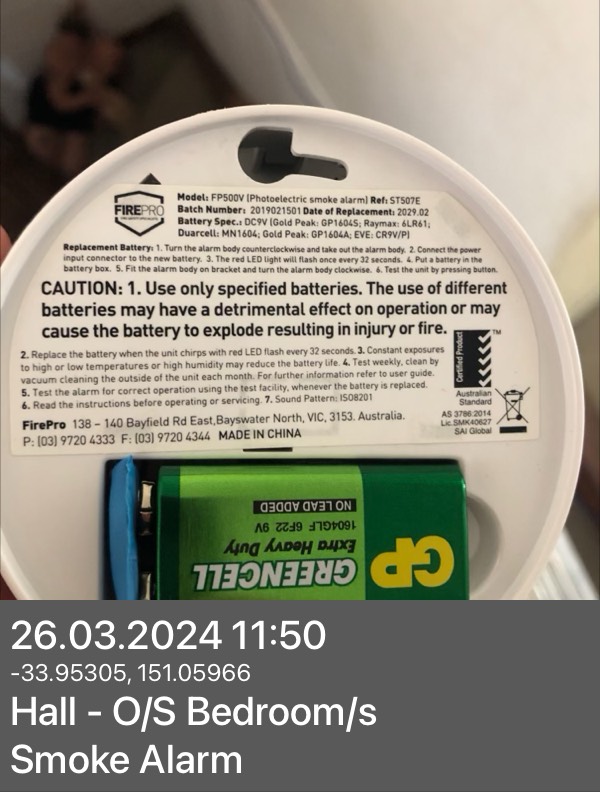 FIREPRO
Model: FP500V (Photoelectric smoke alarm) Ref: ST507E
Batch Number: 2019021501 Date of Replacement: 2029.02
Battery Spec.: DC9V (Gold Peak: GP1604S; Raymax: 6LR61;
Duarcell: MN1604; Gold Peak: GP1604A; EVE: CR9V/P)
Replacement Battery: 1. Turn the alarm body counterclockwise and take out the alarm body. 2. Connect the power
input connector to the new battery. 3. The red LED light will flash once every 32 seconds. 4. Put a battery in the
battery box. 5. Fit the alarm body on bracket and turn the alarm body clockwise. 6. Test the unit by pressing button.
CAUTION: 1. Use only specified batteries. The use of different
batteries may have a detrimental effect on operation or may
cause the battery to explode resulting in injury or fire.
2. Replace the battery when the unit chirps with red LED flash every 32 seconds. 3. Constant exposures
to high or low temperatures or high humidity may reduce the battery life. 4. Test weekly, clean by
vacuum cleaning the outside of the unit each month. For further information refer to user guide.
5. Test the alarm for correct operation using the test facility, whenever the battery is replaced.
6. Read the instructions before operating or servicing. 7. Sound Pattern: ISO8201
FirePro 138 - 140 Bayfield Rd East,Bayswater North, VIC, 3153. Australia.
P: (03) 9720 4333 F: (03) 9720 4344 MADE IN CHINA
Certified Product
TM
Australian
Standard
AS 3786:2014
Lic.SMK40627
SAI Global
NO LEAD ADDED
1604GLF 6F22 9V
Extra Heavy Duty
GREENCELL
GP
26.03.2024 11:50
-33.95305, 151.05966
Hall - O/S Bedroom/s
Smoke Alarm